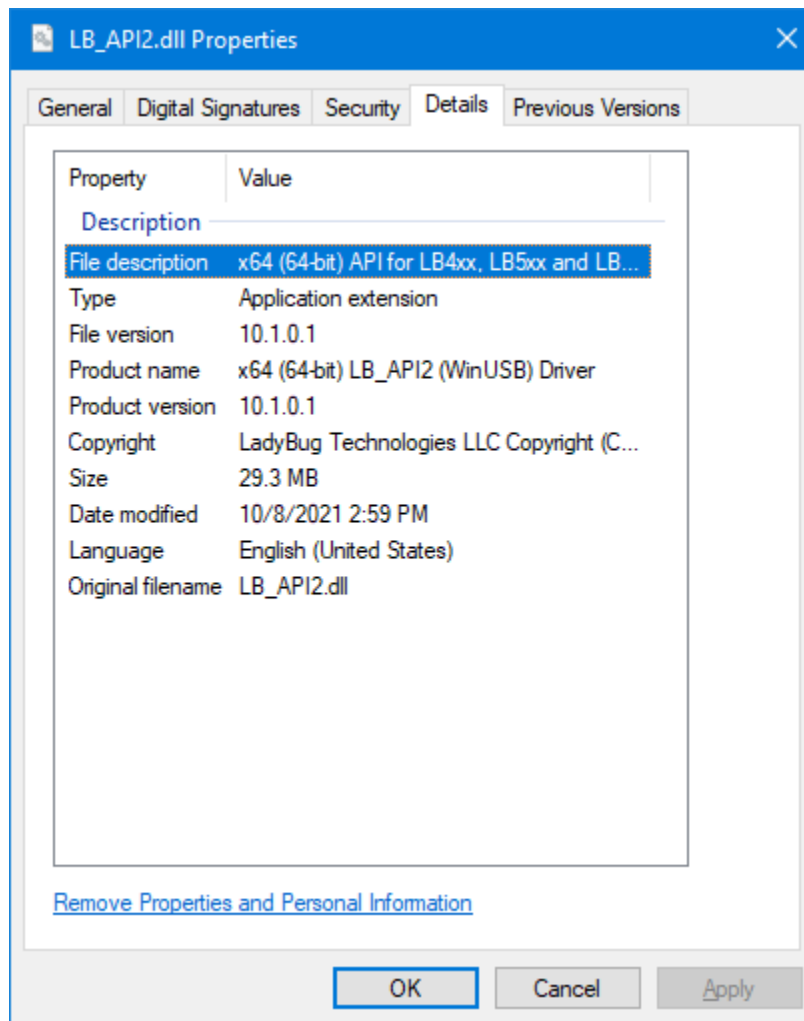 LB_API2.dll Properties
General Digital Signatures Security Details Previous Versions
Property Value
Description
File description x64 (64-bit) API for LB4xx, LB5xx and LB...
Type Application extension
File version 10.1.0.1
Product name x64 (64-bit) LB_API2 (WinUSB) Driver
Product version 10.1.0.1
Copyright LadyBug Technologies LLC Copyright (C...
Size 29.3 MB
Date modified 10/8/2021 2:59 PM
Language English (United States)
Original filename LB_API2.dll
Remove Properties and Personal Information
OK Cancel Apply